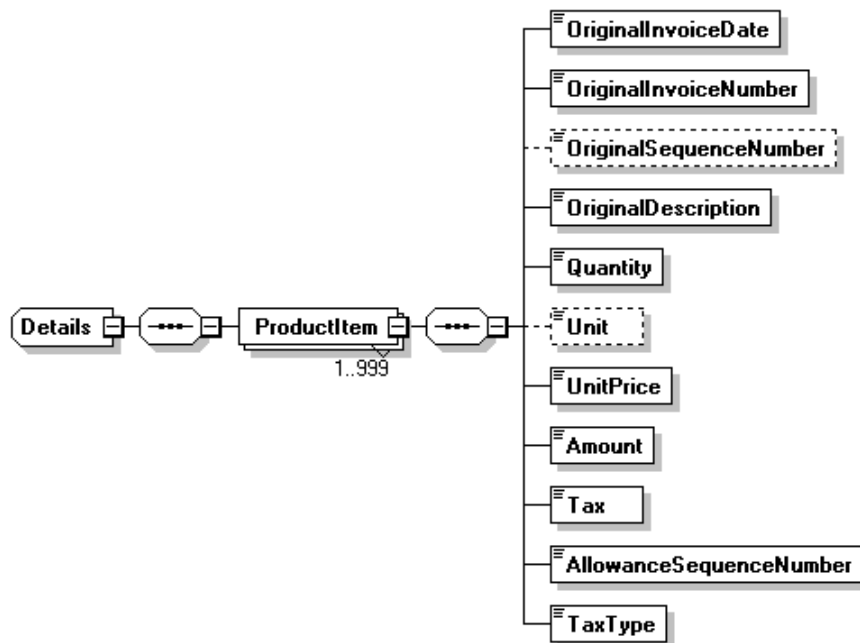 OriginalInvoiceDate
OriginalInvoiceNumber
OriginalSequenceNumber
OriginalDescription
Quantity
Details
ProductItem
1..999
Unit
UnitPrice
Amount
Tax
AllowanceSequenceNumber
TaxType